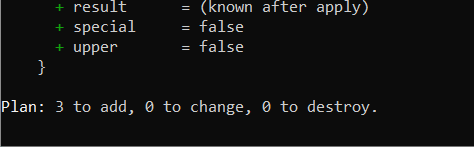 + result      = (known after apply)
+ special     = false
+ upper       = false
}
Plan: 3 to add, 0 to change, 0 to destroy.